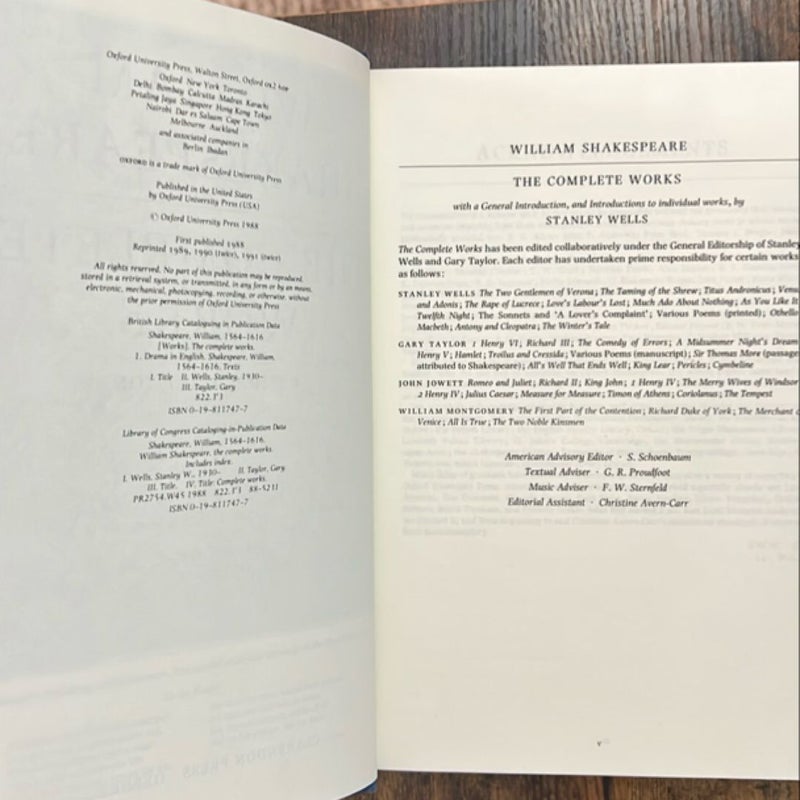 Oxford University Press, Walton Street, Oxford OX2
Oxford New York Toronto
Delhi Bombay Calcutta Madras Karachi
Petaling Jaya Singapore Hong Kong Tokyo
Nairobi Dar es Salaam Cape Town
Melbourne Auckland
and associated companies in
Berlin Ibadan
OXFORD is a trade mark of Oxford University Press
Published in the United States
by Oxford University Press (USA)
© Oxford University Press 1988
First published 1988
Reprinted 1989, 1990 (twice), 1991 (twice)
All rights reserved. No part of this publication may be reproduced,
stored in a retrieval system, or transmitted, in any form or by any means,
electronic, mechanical, photocopying, recording, or otherwise, without
the prior permission of Oxford University Press
British Library Cataloguing in Publication Data
Shakespeare, William, 1564-1616
[Works]. The complete works.
I. Drama in English. Shakespeare, William,
1564-1616. Texts
I. Title II. Wells, Stanley, 1930-
III. Taylor, Gary
822.3'3
ISBN 0-19-811747-7
Library of Congress Cataloging-in-Publication Data
Shakespeare, William, 1564-1616.
William Shakespeare, the complete works.
Includes index.
I. Wells, Stanley W., 1930- II. Taylor, Gary.
III. Title. IV. Title: Complete works.
PR2754.W45 1988 822.3'3 88-5211
ISBN 0-19-811747-7
WILLIAM SHAKESPEARE
THE COMPLETE WORKS
with a General Introduction, and Introductions to individual works, by
STANLEY WELLS
The Complete Works has been edited collaboratively under the General Editorship of Stanley
Wells and Gary Taylor. Each editor has undertaken prime responsibility for certain works
as follows:
STANLEY WELLS The Two Gentlemen of Verona; The Taming of the Shrew; Titus Andronicus; Venu
and Adonis; The Rape of Lucrece; Love's Labour's Lost; Much Ado About Nothing; As You Like It
Twelfth Night; The Sonnets and 'A Lover's Complaint'; Various Poems (printed); Othello
Macbeth; Antony and Cleopatra; The Winter's Tale
GARY TAYLOR 1 Henry VI; Richard III; The Comedy of Errors; A Midsummer Night's Dream
Henry V; Hamlet; Troilus and Cressida; Various Poems (manuscript); Sir Thomas More (passage
attributed to Shakespeare); All's Well That Ends Well; King Lear; Pericles; Cymbeline
JOHN JOWETT Romeo and Juliet; Richard II; King John; 1 Henry IV; The Merry Wives of Windsor
2 Henry IV; Julius Caesar; Measure for Measure; Timon of Athens; Coriolanus; The Tempest
WILLIAM MONTGOMERY The First Part of the Contention; Richard Duke of York; The Merchant o
Venice; All Is True; The Two Noble Kinsmen
American Advisory Editor · S. Schoenbaum
Textual Adviser · G. R. Proudfoot
Music Adviser · F. W. Sternfeld
Editorial Assistant · Christine Avern-Carr
v